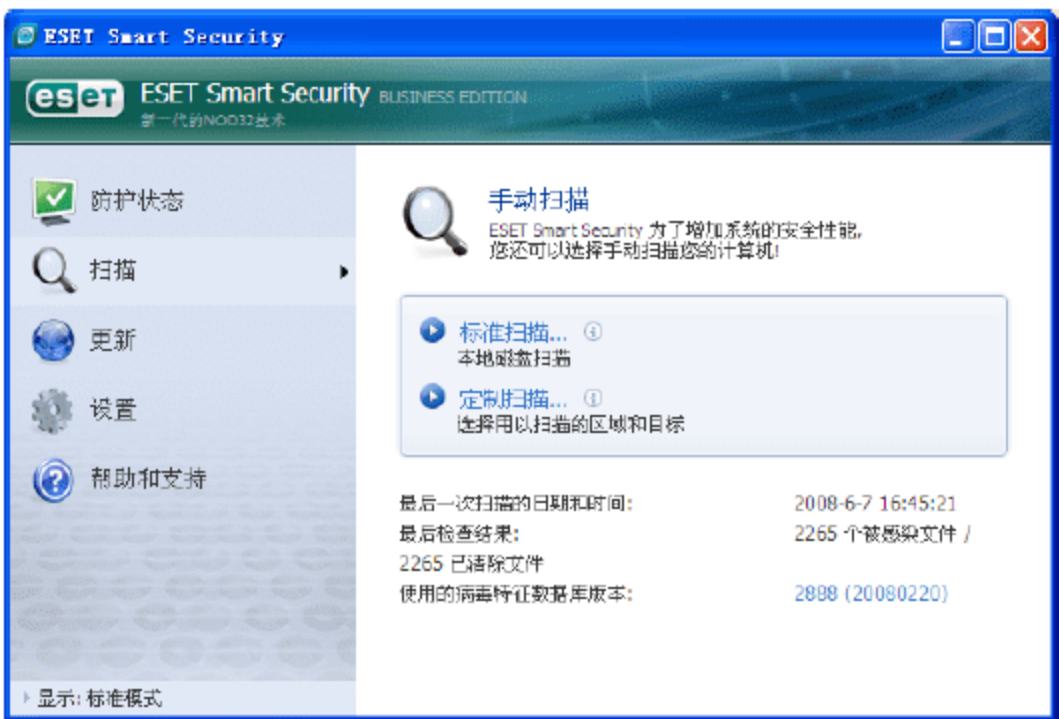 ESET Smart Security
eset ESET Smart Security BUSINESS EDITION
新一代的NOD32技术
防护状态
扫描
更新
设置
帮助和支持
显示: 标准模式
手动扫描
ESET Smart Security 为了增加系统的安全性能,
您还可以选择手动扫描您的计算机!
标准扫描...
本地磁盘扫描
定制扫描...
选择用以扫描的区域和目标
最后一次扫描的日期和时间: 2008-6-7 16:45:21
最后检查结果: 2265 个被感染文件 /
2265 已清除文件
使用的病毒特征数据库版本: 2888 (20080220)